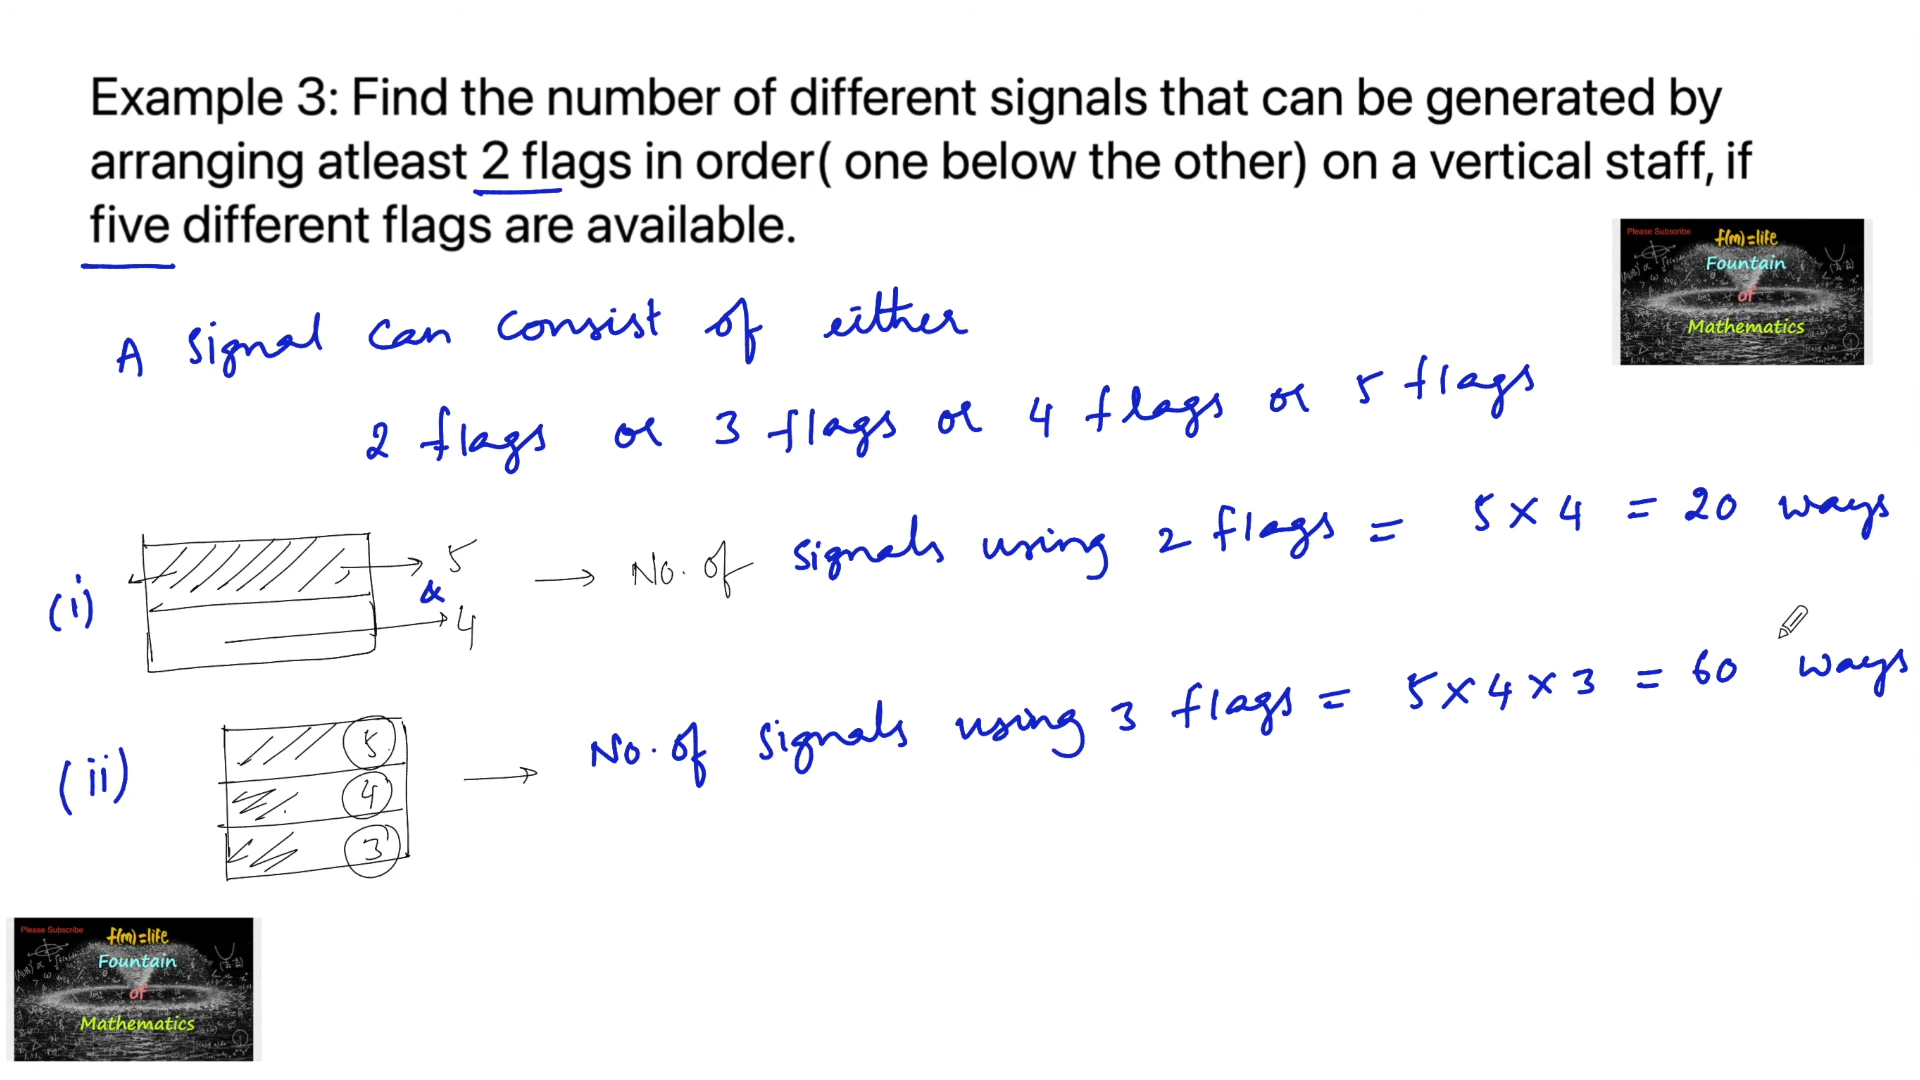 Example 3: Find the number of different signals that can be generated by
arranging atleast 2 flags in order( one below the other) on a vertical staff, if
five different flags are available.
Please Subscribe
f(m)=life
Fountain
of
Mathematics
A signal can consist of either
2 flags or 3 flags or 4 flags or 5 flags
(i) 5 & 4 → No. of signals using 2 flags = 5 × 4 = 20 ways
(ii) 5 4 3 → No. of signals using 3 flags = 5 × 4 × 3 = 60 ways
Please Subscribe
f(m)=life
Fountain
of
Mathematics